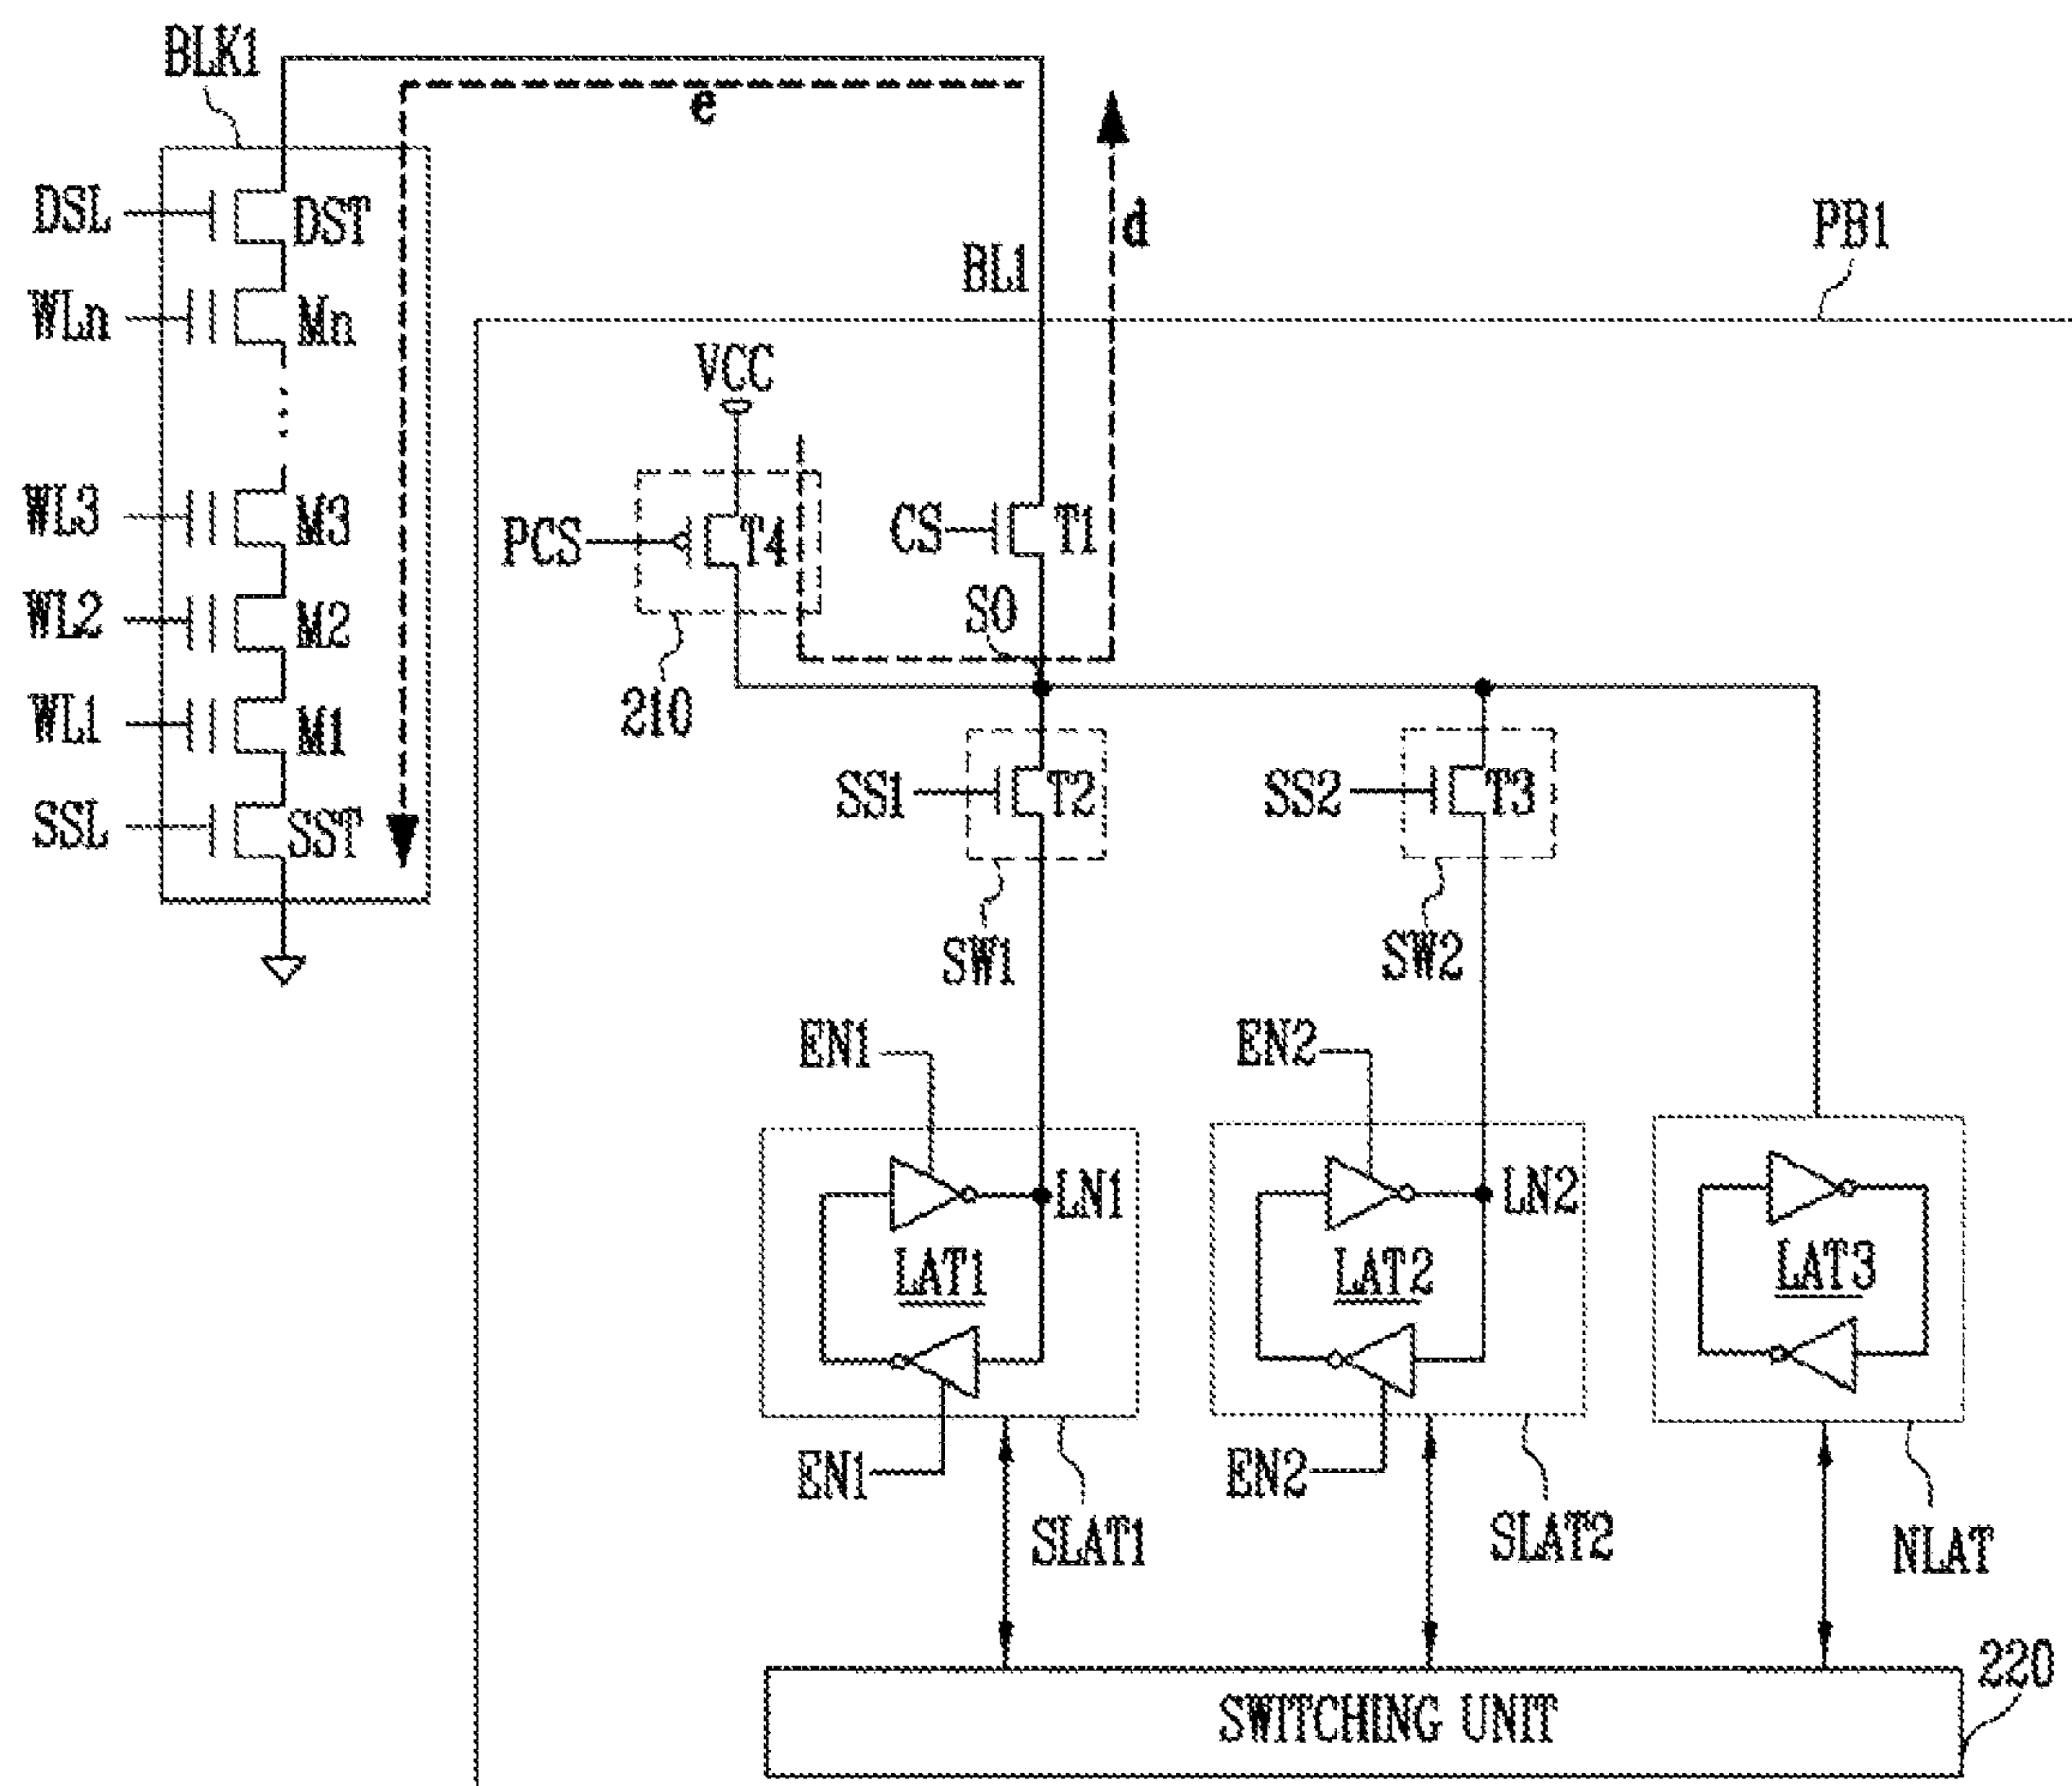 BLK1
e
DSL
DST
d
PB1
BL1
WLn
Mn
VCC
WL3
M3
PCS
T4
CS
T1
WL2
M2
SO
210
WL1
M1
SS1
T2
SS2
T3
SSL
SST
SW1
SW2
EN1
EN2
LN1
LN2
LAT1
LAT2
LAT3
EN1
EN2
SLAT1
SLAT2
NLAT
220
SWITCHING UNIT